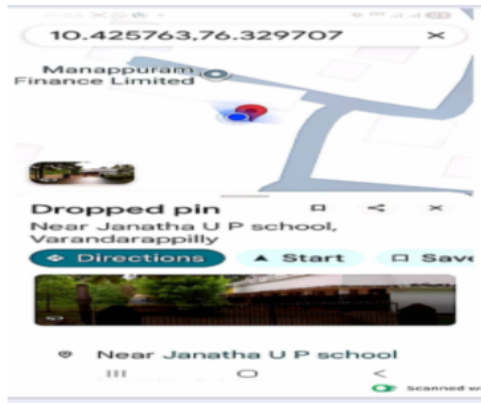 10.425763,76.329707
Manappuram
Finance Limited
Dropped pin
Near Janatha U P school,
Varandarappilly
Directions
Start
Save
Near Janatha U P school
Scanned w